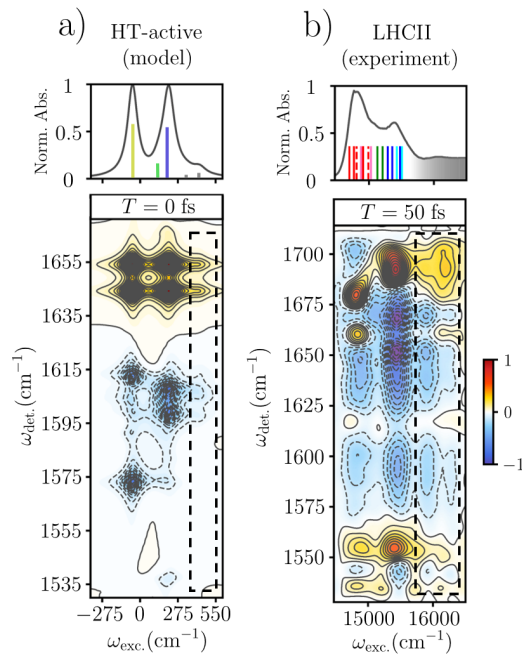 a)
HT-active
(model)
b)
LHCII
(experiment)
Norm. Abs.
1
0.5
0
Norm. Abs.
1
0.5
0
T = 0 fs
T = 50 fs
ω_det.(cm⁻¹)
1655
1635
1615
1595
1575
1555
1535
−275
0
275
550
ω_exc.(cm⁻¹)
ω_det.(cm⁻¹)
1700
1675
1650
1625
1600
1575
1550
15000
16000
ω_exc.(cm⁻¹)
1
0
−1